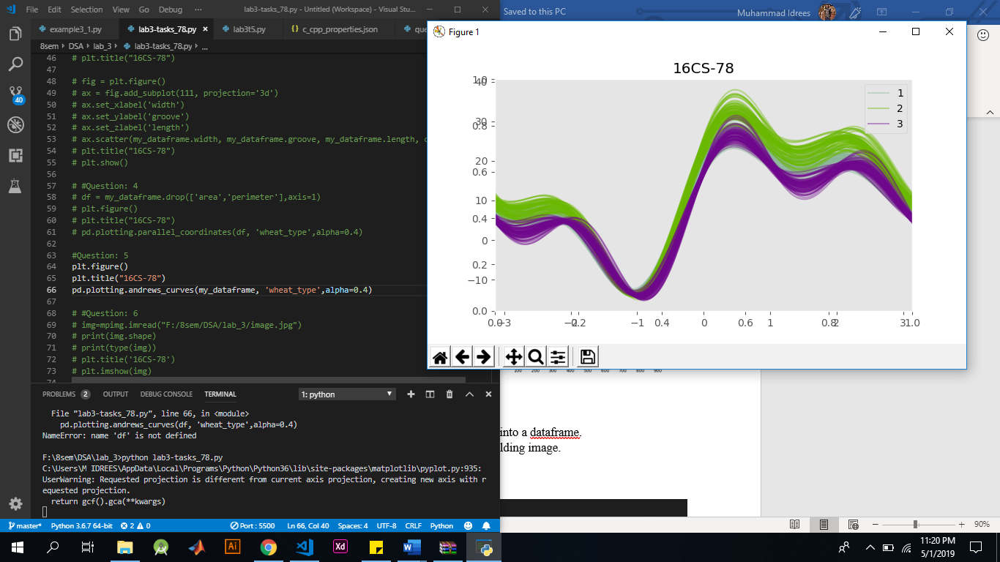 File Edit Selection View Go Debug ··· lab3-tasks_78.py - Untitled (Workspace) - Visual Stu...
Saved to this PC
Muhammad Idrees
example3_1.py lab3-tasks_78.py lab3t5.py c_cpp_properties.json que
8sem > DSA > lab_3 > lab3-tasks_78.py > ...
46 # plt.title("16CS-78")
47
48 # fig = plt.figure()
49 # ax = fig.add_subplot(111, projection='3d')
50 # ax.set_xlabel('width')
51 # ax.set_ylabel('groove')
52 # ax.set_zlabel('length')
53 # ax.scatter(my_dataframe.width, my_dataframe.groove, my_dataframe.length,
54 # plt.title("16CS-78")
55 # plt.show()
56
57 # #Question: 4
58 # df = my_dataframe.drop(['area','perimeter'],axis=1)
59 # plt.figure()
60 # plt.title("16CS-78")
61 # pd.plotting.parallel_coordinates(df, 'wheat_type',alpha=0.4)
62
63 #Question: 5
64 plt.figure()
65 plt.title("16CS-78")
66 pd.plotting.andrews_curves(my_dataframe, 'wheat_type',alpha=0.4)
67
68 # #Question: 6
69 # img=mpimg.imread("F:/8sem/DSA/lab_3/image.jpg")
70 # print(img.shape)
71 # print(type(img))
72 # plt.title('16CS-78')
73 # plt.imshow(img)
74
40
PROBLEMS 2 OUTPUT DEBUG CONSOLE TERMINAL 1: python
File "lab3-tasks_78.py", line 66, in <module>
pd.plotting.andrews_curves(df, 'wheat_type',alpha=0.4)
NameError: name 'df' is not defined
F:\8sem\DSA\lab_3>python lab3-tasks_78.py
C:\Users\M IDREES\AppData\Local\Programs\Python\Python36\lib\site-packages\matplotlib\pyplot.py:935:
UserWarning: Requested projection is different from current axis projection, creating new axis with r
equested projection.
return gcf().gca(**kwargs)
master* Python 3.6.7 64-bit 2 0 Port : 5500 Ln 66, Col 40 Spaces: 4 UTF-8 CRLF Python
Figure 1
16CS-78
1
2
3
1.0
40
30
0.8
20
0.6
10
0.4
0
0.2
−10
0.0
0.0 −3 −2 0.2 −1 0.4 0 0.6 1 0.8 2 3 1.0
100 200 300 400 500 600 700 800 900
into a dataframe.
lding image.
90%
Ai Xd
11:20 PM
5/1/2019